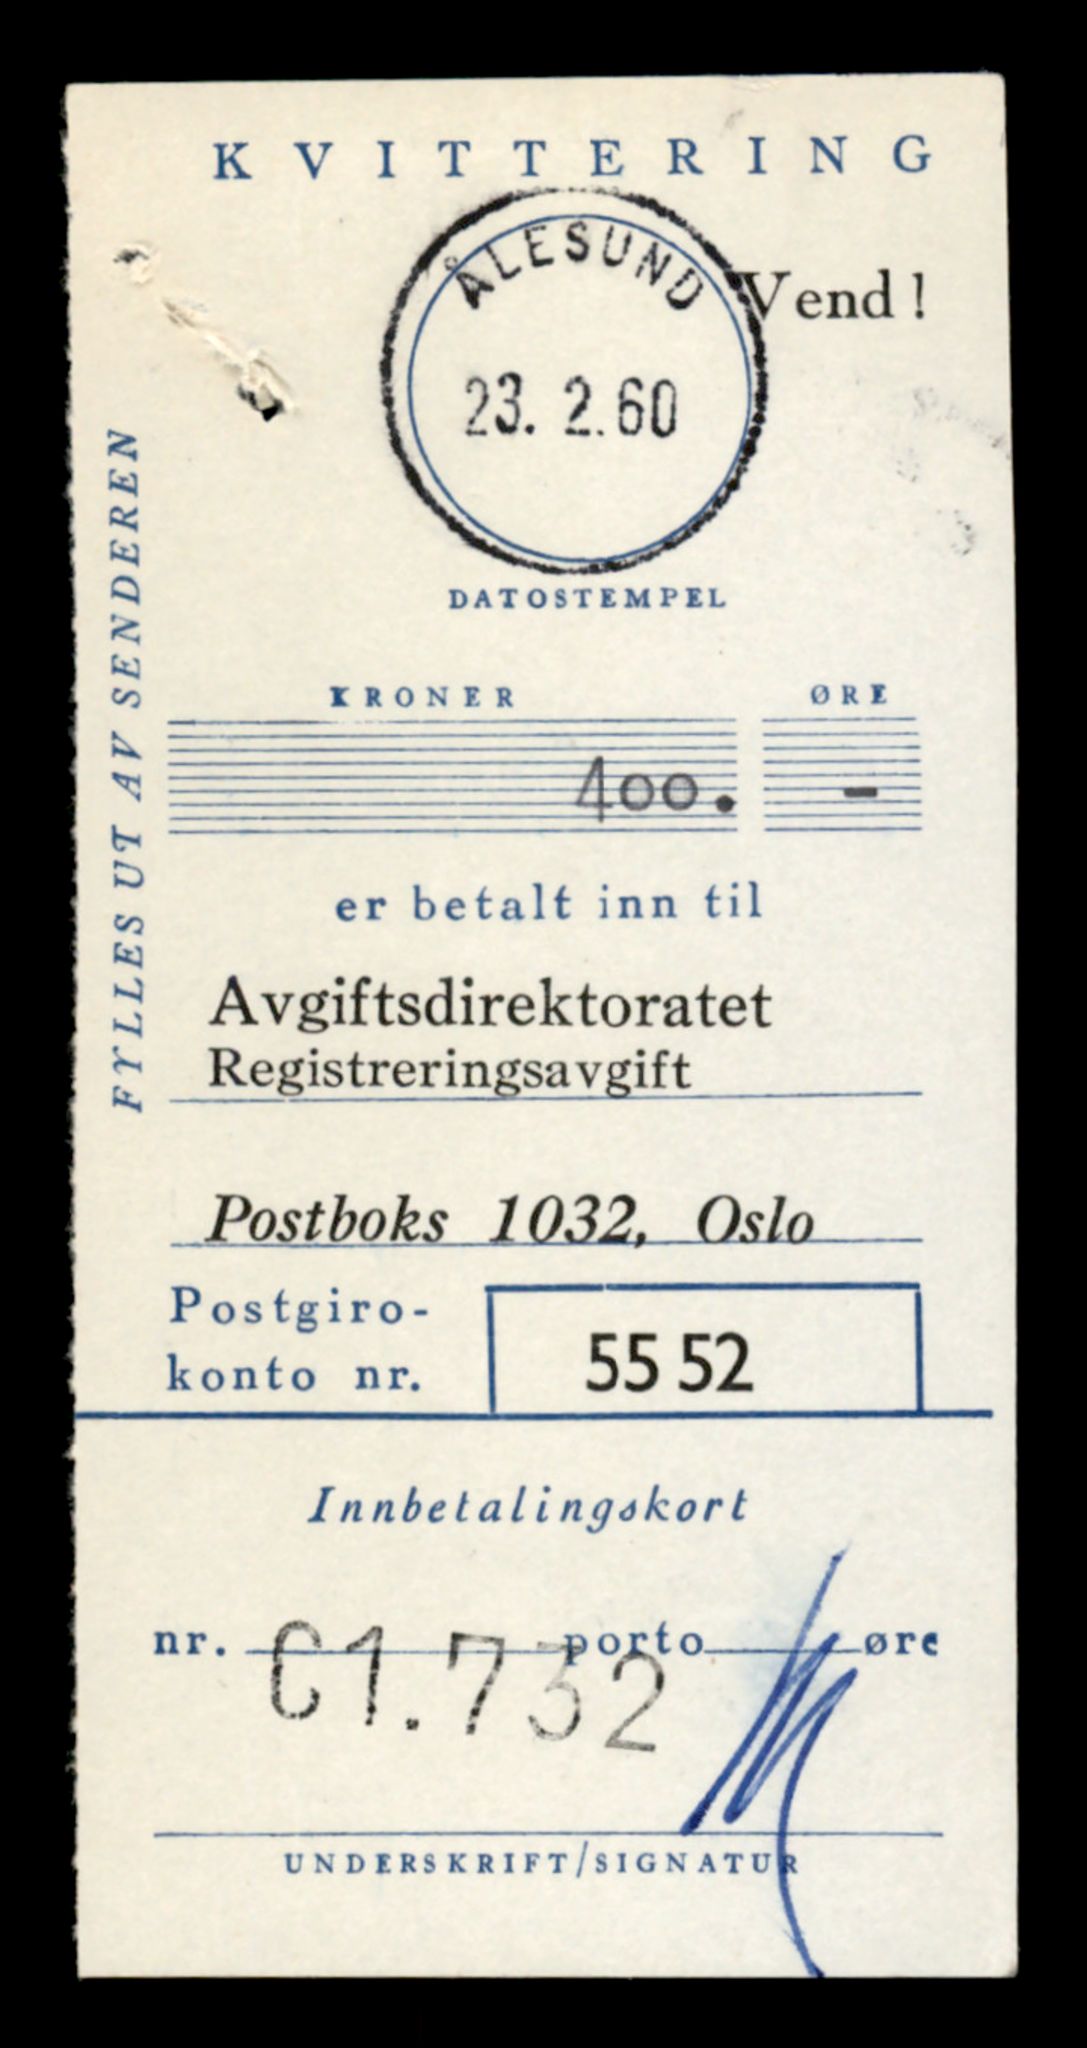 KVITTERING
ÅLESUND
Vend!
23. 2. 60
DATOSTEMPEL
FYLLES UT AV SENDEREN
KRONER ØRE
400. -
er betalt inn til
Avgiftsdirektoratet
Registreringsavgift
Postboks 1032, Oslo
Postgiro-
konto nr. 55 52
Innbetalingskort
nr. porto øre
C1.732
UNDERSKRIFT/SIGNATUR